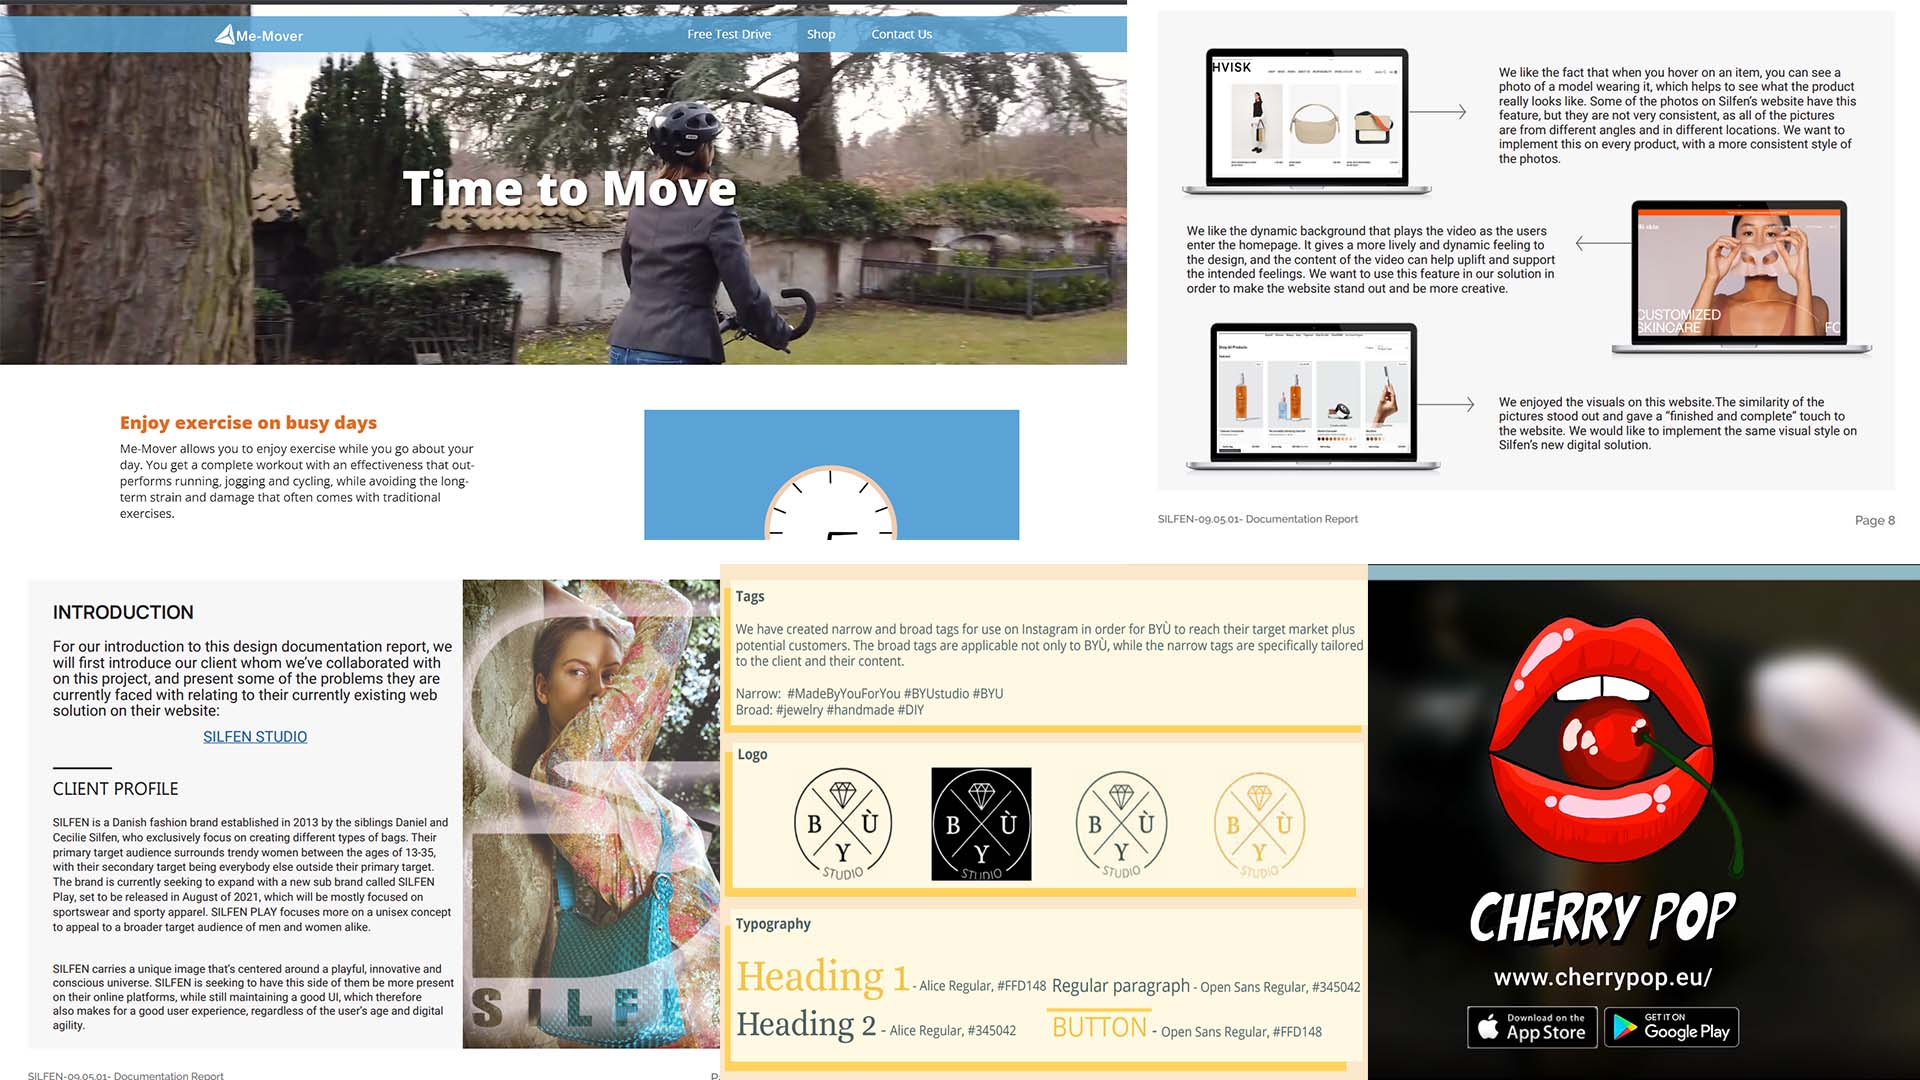 Me-Mover
Free Test Drive
Shop
Contact Us
Time to Move
Enjoy exercise on busy days
Me-Mover allows you to enjoy exercise while you go about your
day. You get a complete workout with an effectiveness that out-
performs running, jogging and cycling, while avoiding the long-
term strain and damage that often comes with traditional
exercises.
HVISK
We like the fact that when you hover on an item, you can see a
photo of a model wearing it, which helps to see what the product
really looks like. Some of the photos on Silfen's website have this
feature, but they are not very consistent, as all of the pictures
are from different angles and in different locations. We want to
implement this on every product, with a more consistent style of
the photos.
We like the dynamic background that plays the video as the users
enter the homepage. It gives a more lively and dynamic feeling to
the design, and the content of the video can help uplift and support
the intended feelings. We want to use this feature in our solution in
order to make the website stand out and be more creative.
CUSTOMIZED
SKINCARE
FO
Shop All Products
We enjoyed the visuals on this website.The similarity of the
pictures stood out and gave a “finished and complete” touch to
the website. We would like to implement the same visual style on
Silfen's new digital solution.
SILFEN-09.05.01- Documentation Report
Page 8
INTRODUCTION
For our introduction to this design documentation report, we
will first introduce our client whom we've collaborated with
on this project, and present some of the problems they are
currently faced with relating to their currently existing web
solution on their website:
SILFEN STUDIO
CLIENT PROFILE
SILFEN is a Danish fashion brand established in 2013 by the siblings Daniel and
Cecilie Silfen, who exclusively focus on creating different types of bags. Their
primary target audience surrounds trendy women between the ages of 13-35,
with their secondary target being everybody else outside their primary target.
The brand is currently seeking to expand with a new sub brand called SILFEN
Play, set to be released in August of 2021, which will be mostly focused on
sportswear and sporty apparel. SILFEN PLAY focuses more on a unisex concept
to appeal to a broader target audience of men and women alike.
SILFEN carries a unique image that's centered around a playful, innovative and
conscious universe. SILFEN is seeking to have this side of them be more present
on their online platforms, while still maintaining a good UI, which therefore
also makes for a good user experience, regardless of the user's age and digital
agility.
SILFEN-09.05.01- Documentation Report
S
SILFE
Tags
We have created narrow and broad tags for use on Instagram in order for BYÙ to reach their target market plus
potential customers. The broad tags are applicable not only to BYÙ, while the narrow tags are specifically tailored
to the client and their content.
Narrow: #MadeByYouForYou #BYUstudio #BYU
Broad: #jewelry #handmade #DIY
Logo
B Ù
Y
STUDIO
B Ù
Y
STUDIO
B Ù
Y
STUDIO
B Ù
Y
STUDIO
Typography
Heading 1 - Alice Regular, #FFD148 Regular paragraph - Open Sans Regular, #345042
Heading 2 - Alice Regular, #345042 BUTTON - Open Sans Regular, #FFD148
CHERRY POP
www.cherrypop.eu/
Download on the
App Store
GET IT ON
Google Play